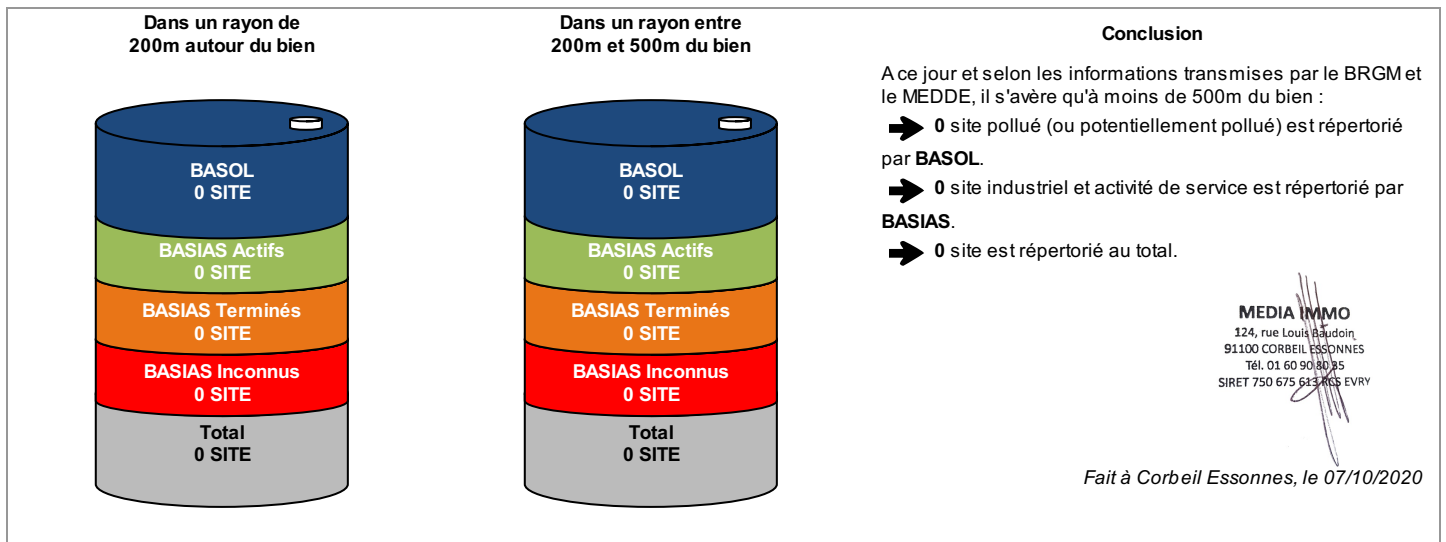 Dans un rayon de
200m autour du bien
BASOL
0 SITE
BASIAS Actifs
0 SITE
BASIAS Terminés
0 SITE
BASIAS Inconnus
0 SITE
Total
0 SITE
Dans un rayon entre
200m et 500m du bien
BASOL
0 SITE
BASIAS Actifs
0 SITE
BASIAS Terminés
0 SITE
BASIAS Inconnus
0 SITE
Total
0 SITE
Conclusion
A ce jour et selon les informations transmises par le BRGM et
le MEDDE, il s'avère qu'à moins de 500m du bien :
0 site pollué (ou potentiellement pollué) est répertorié
par BASOL.
0 site industriel et activité de service est répertorié par
BASIAS.
0 site est répertorié au total.
MEDIA IMMO
124, rue Louis Baudoin
91100 CORBEIL ESSONNES
Tél. 01 60 90 80 85
SIRET 750 675 613 RCS EVRY
Fait à Corbeil Essonnes, le 07/10/2020